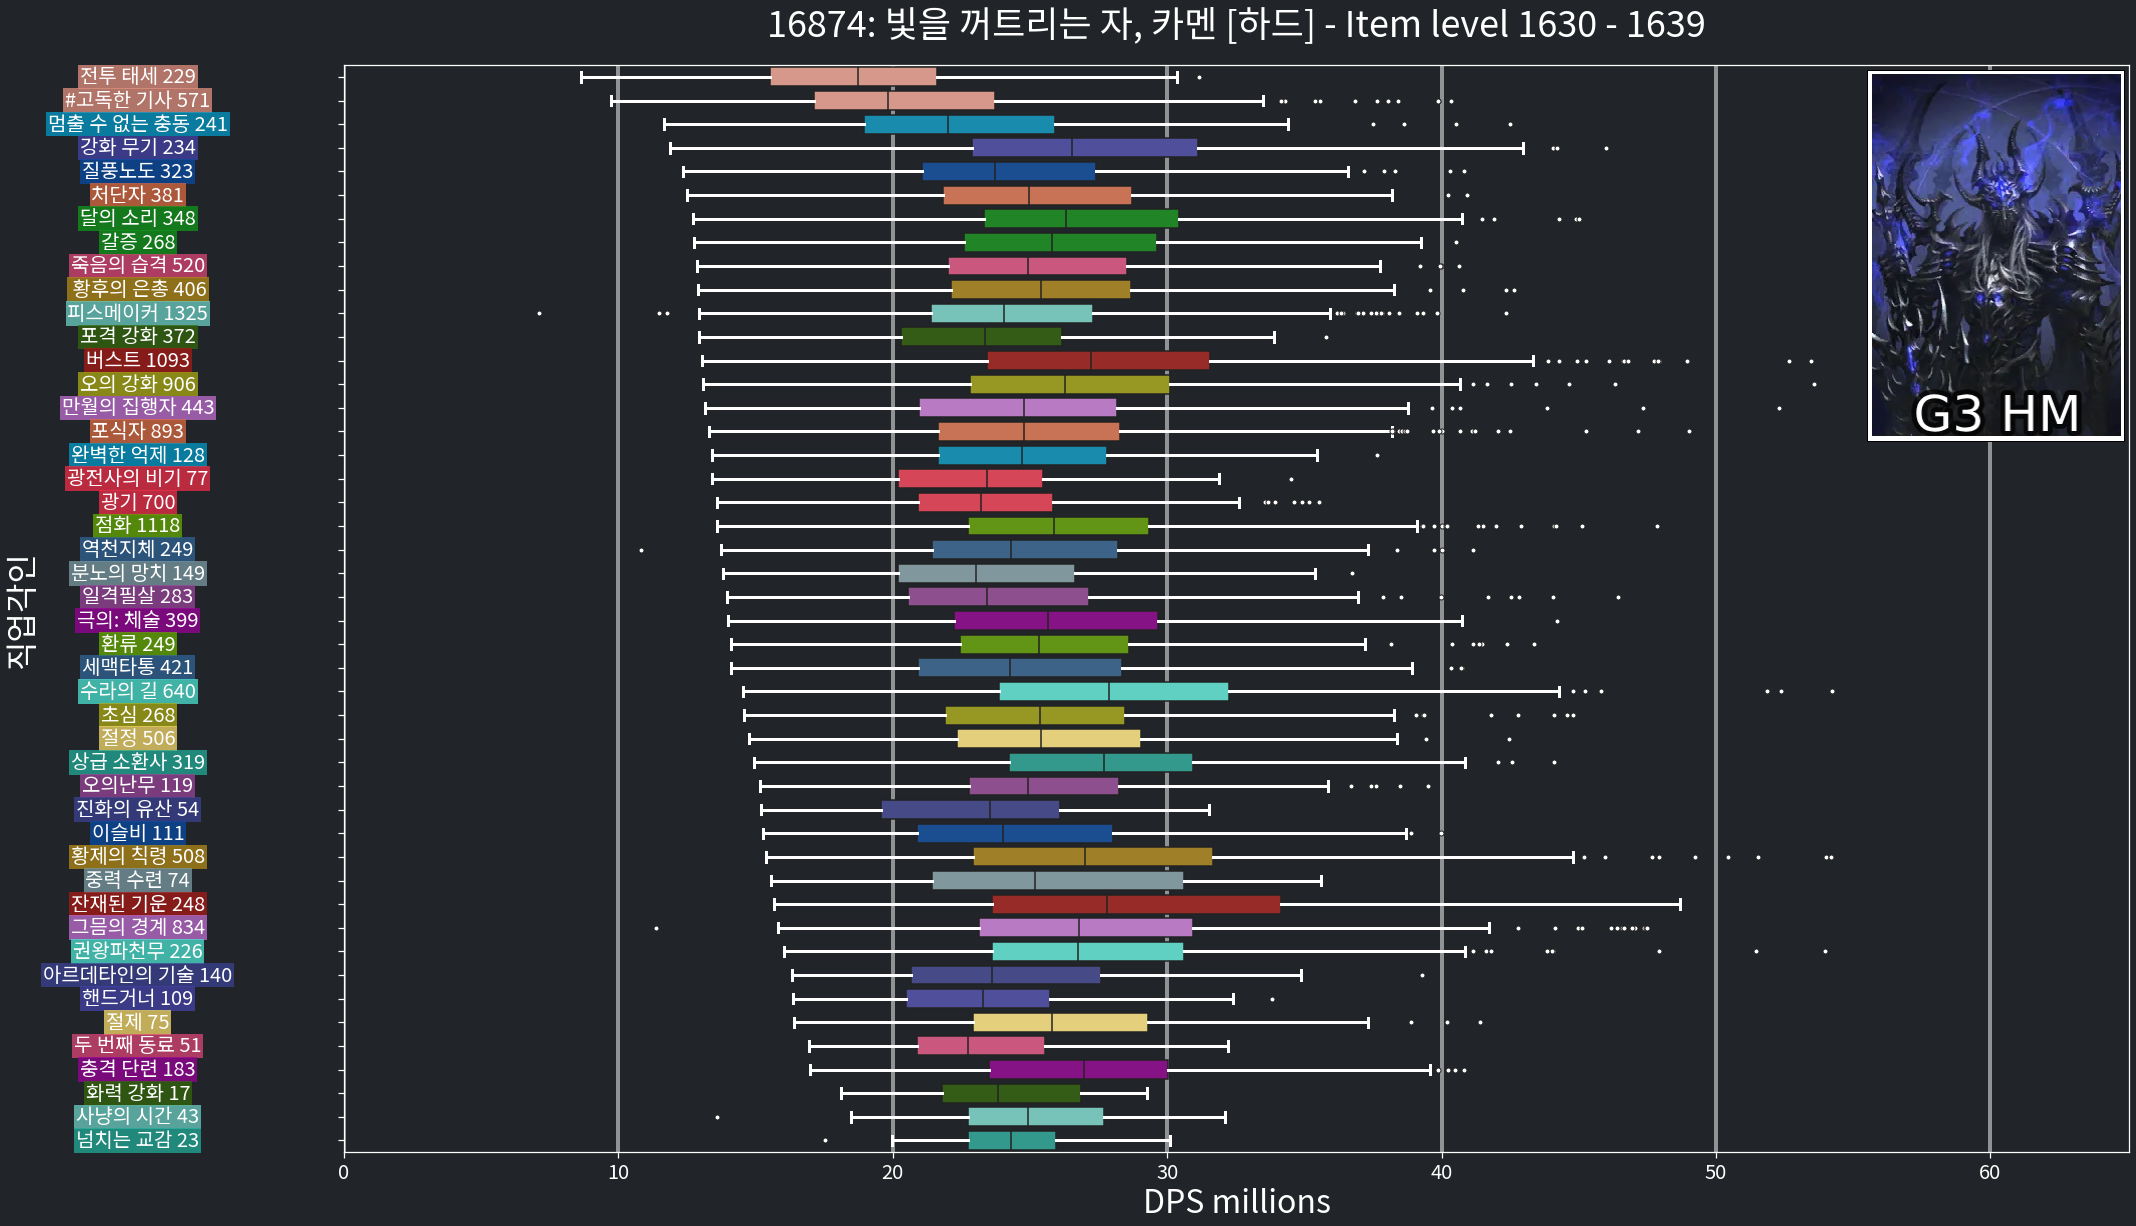 16874: 빛을 꺼트리는 자, 카멘 [하드] - Item level 1630 - 1639
전투 태세 229
#고독한 기사 571
멈출 수 없는 충동 241
강화 무기 234
질풍노도 323
처단자 381
달의 소리 348
갈증 268
죽음의 습격 520
황후의 은총 406
피스메이커 1325
포격 강화 372
버스트 1093
오의 강화 906
만월의 집행자 443
포식자 893
완벽한 억제 128
광전사의 비기 77
광기 700
점화 1118
역천지체 249
분노의 망치 149
일격필살 283
극의: 체술 399
환류 249
세맥타통 421
수라의 길 640
초심 268
절정 506
상급 소환사 319
오의난무 119
진화의 유산 54
이슬비 111
황제의 칙령 508
중력 수련 74
잔재된 기운 248
그믐의 경계 834
권왕파천무 226
아르데타인의 기술 140
핸드거너 109
절제 75
두 번째 동료 51
충격 단련 183
화력 강화 17
사냥의 시간 43
넘치는 교감 23
직업각인
G3 HM
0 10 20 30 40 50 60
DPS millions